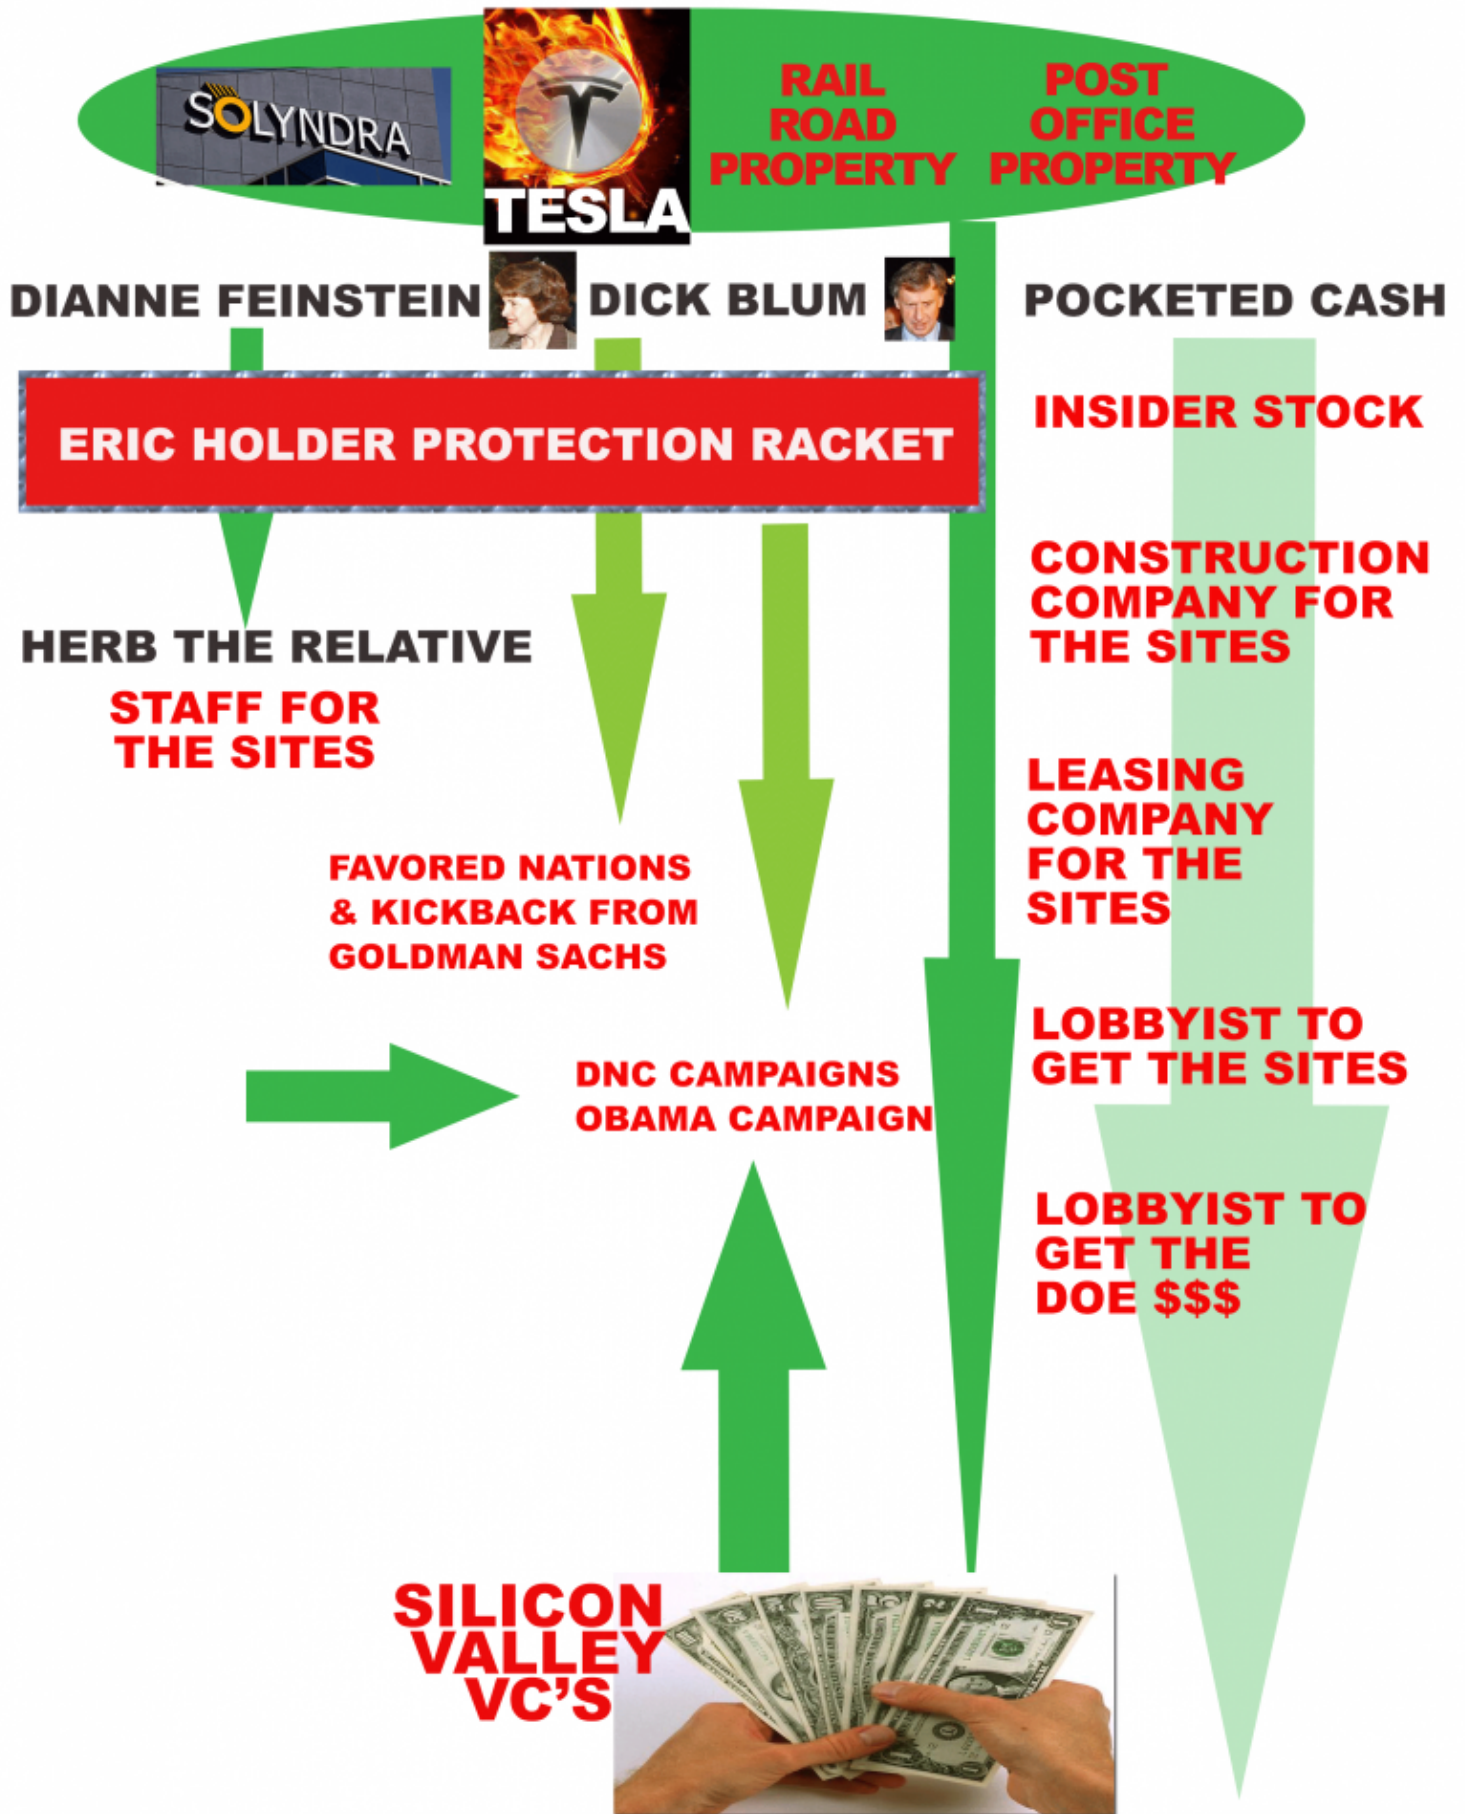 SOLYNDRA
TESLA
RAIL
ROAD
PROPERTY
POST
OFFICE
PROPERTY
DIANNE FEINSTEIN
DICK BLUM
POCKETED CASH
ERIC HOLDER PROTECTION RACKET
INSIDER STOCK
CONSTRUCTION
COMPANY FOR
THE SITES
HERB THE RELATIVE
STAFF FOR
THE SITES
LEASING
COMPANY
FOR THE
SITES
FAVORED NATIONS
& KICKBACK FROM
GOLDMAN SACHS
LOBBYIST TO
GET THE SITES
DNC CAMPAIGNS
OBAMA CAMPAIGN
LOBBYIST TO
GET THE
DOE $$$
SILICON
VALLEY
VC'S